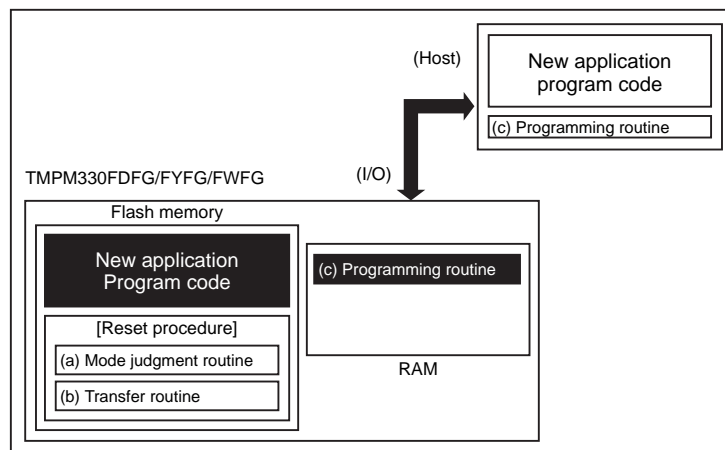 (Host)
New application
program code
(c) Programming routine
(I/O)
TMPM330FDFG/FYFG/FWFG
Flash memory
New application
Program code
[Reset procedure]
(a) Mode judgment routine
(b) Transfer routine
(c) Programming routine
RAM